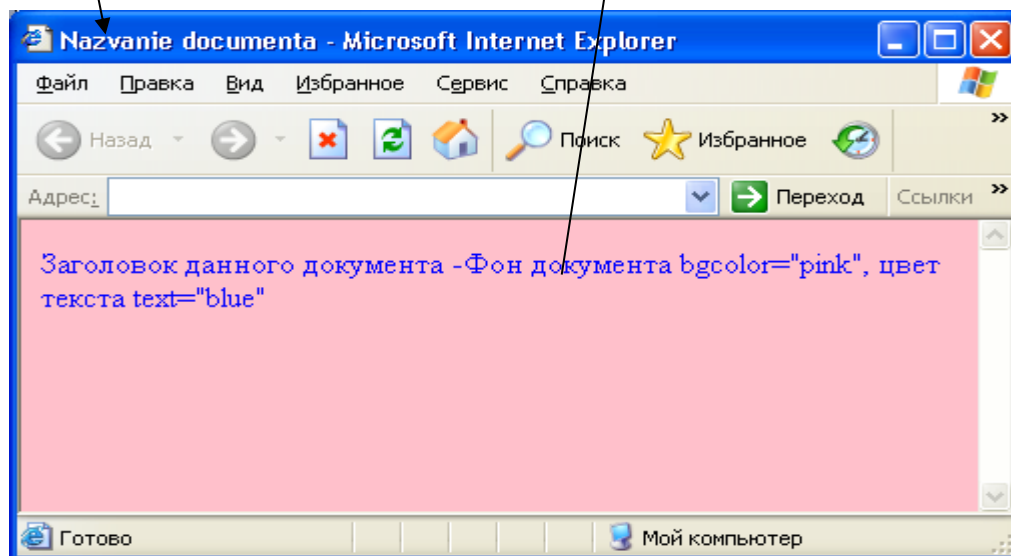 Nazvanie documenta - Microsoft Internet Explorer
Файл Правка Вид Избранное Сервис Справка
Назад Поиск Избранное »
Адрес: Переход Ссылки »
Заголовок данного документа -Фон документа bgcolor="pink", цвет
текста text="blue"
Готово Мой компьютер